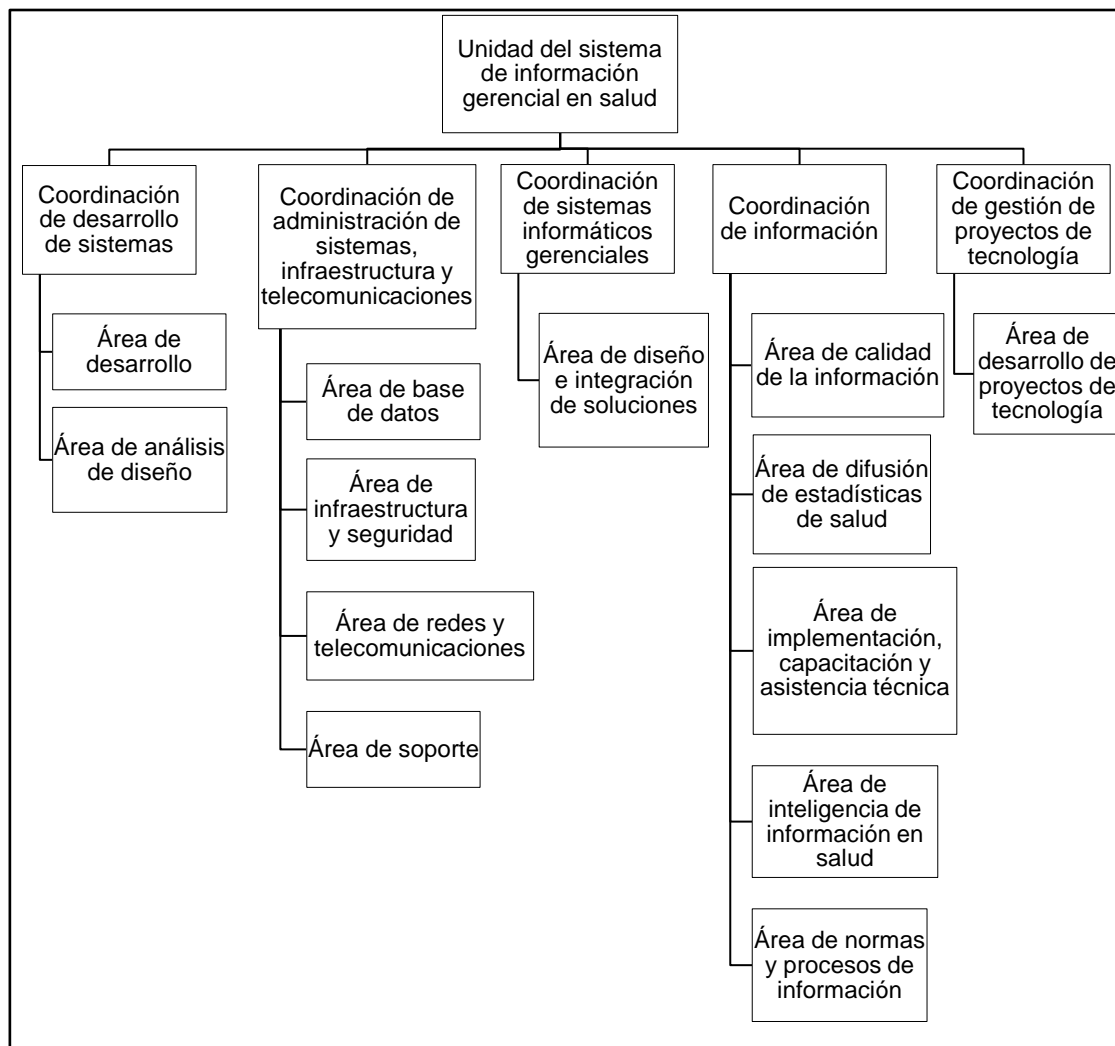 Unidad del sistema
de información
gerencial en salud
Coordinación
de desarrollo
de sistemas
Área de
desarrollo
Área de análisis
de diseño
Coordinación de
administración de
sistemas,
infraestructura y
telecomunicaciones
Área de base
de datos
Área de
infraestructura
y seguridad
Área de redes y
telecomunicaciones
Área de soporte
Coordinación
de sistemas
informáticos
gerenciales
Área de diseño
e integración
de soluciones
Coordinación
de información
Área de calidad
de la información
Área de difusión
de estadísticas
de salud
Área de
implementación,
capacitación y
asistencia técnica
Área de
inteligencia de
información en
salud
Área de normas
y procesos de
información
Coordinación
de gestión de
proyectos de
tecnología
Área de
desarrollo de
proyectos de
tecnología